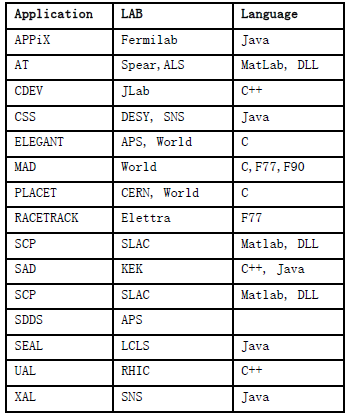 Application LAB Language
APPiX Fermilab Java
AT Spear,ALS MatLab, DLL
CDEV JLab C++
CSS DESY, SNS Java
ELEGANT APS, World C
MAD World C,F77,F90
PLACET CERN, World C
RACETRACK Elettra F77
SCP SLAC Matlab, DLL
SAD KEK C++, Java
SCP SLAC Matlab, DLL
SDDS APS
SEAL LCLS Java
UAL RHIC C++
XAL SNS Java